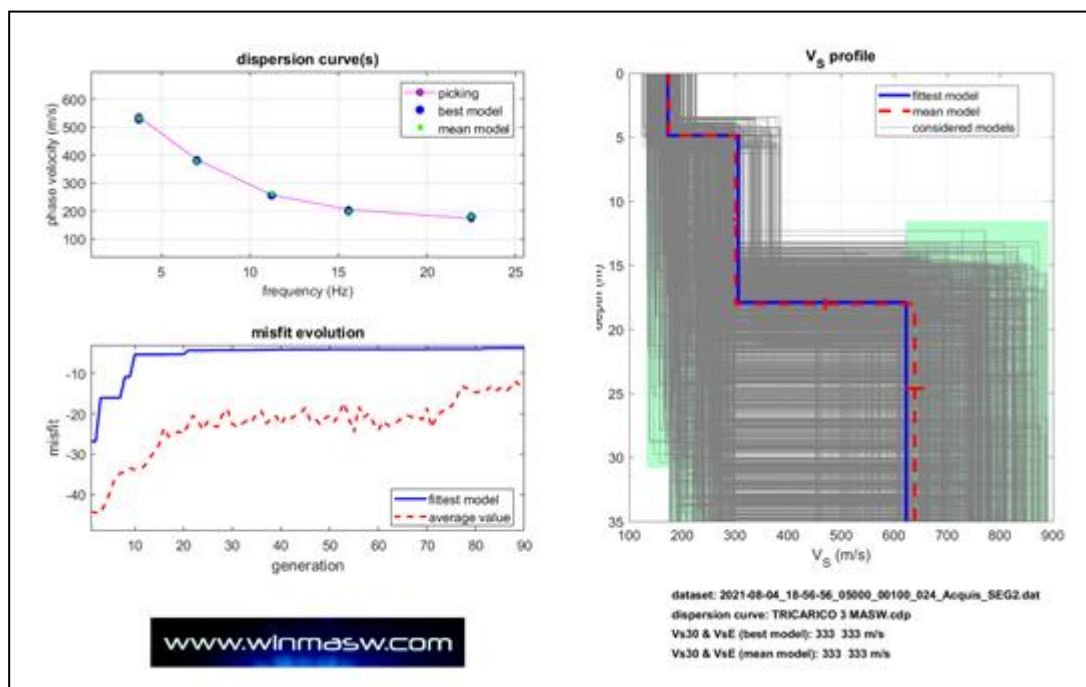 dispersion curve(s)
phase velocity (m/s)
600
500
400
300
200
100
picking
best model
mean model
5
10
15
20
25
frequency (Hz)
misfit evolution
misfit
-10
-20
-30
-40
fittest model
average value
10
20
30
40
50
60
70
80
90
generation
www.winmasw.com
VS profile
depth (m)
0
5
10
15
20
25
30
35
fittest model
mean model
considered models
100
200
300
400
500
600
700
800
900
VS (m/s)
dataset: 2021-08-04_18-56-56_05000_00100_024_Acquis_SEG2.dat
dispersion curve: TRICARICO 3 MASW.cdp
Vs30 & VsE (best model): 333 333 m/s
Vs30 & VsE (mean model): 333 333 m/s